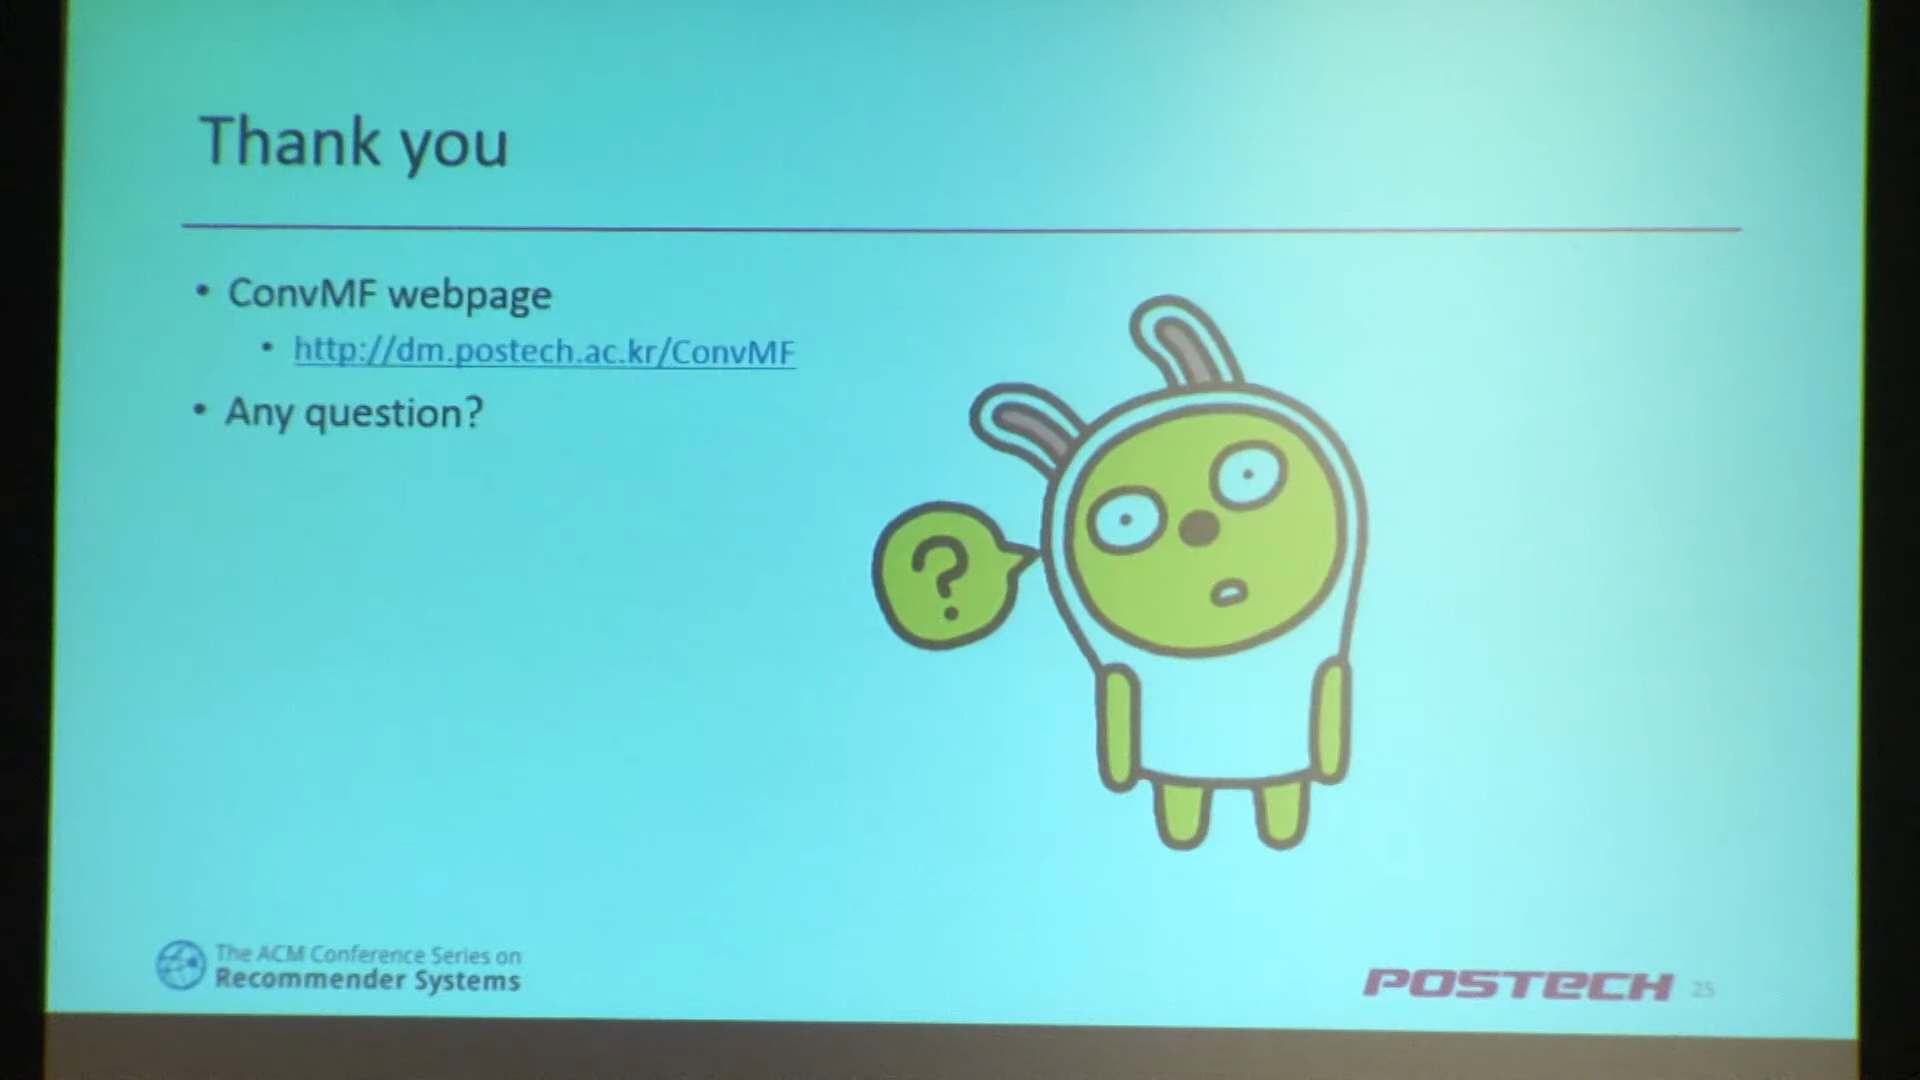 Thank you
• ConvMF webpage
• http://dm.postech.ac.kr/ConvMF
• Any question?
?
The ACM Conference Series on
Recommender Systems
POSTECH 25